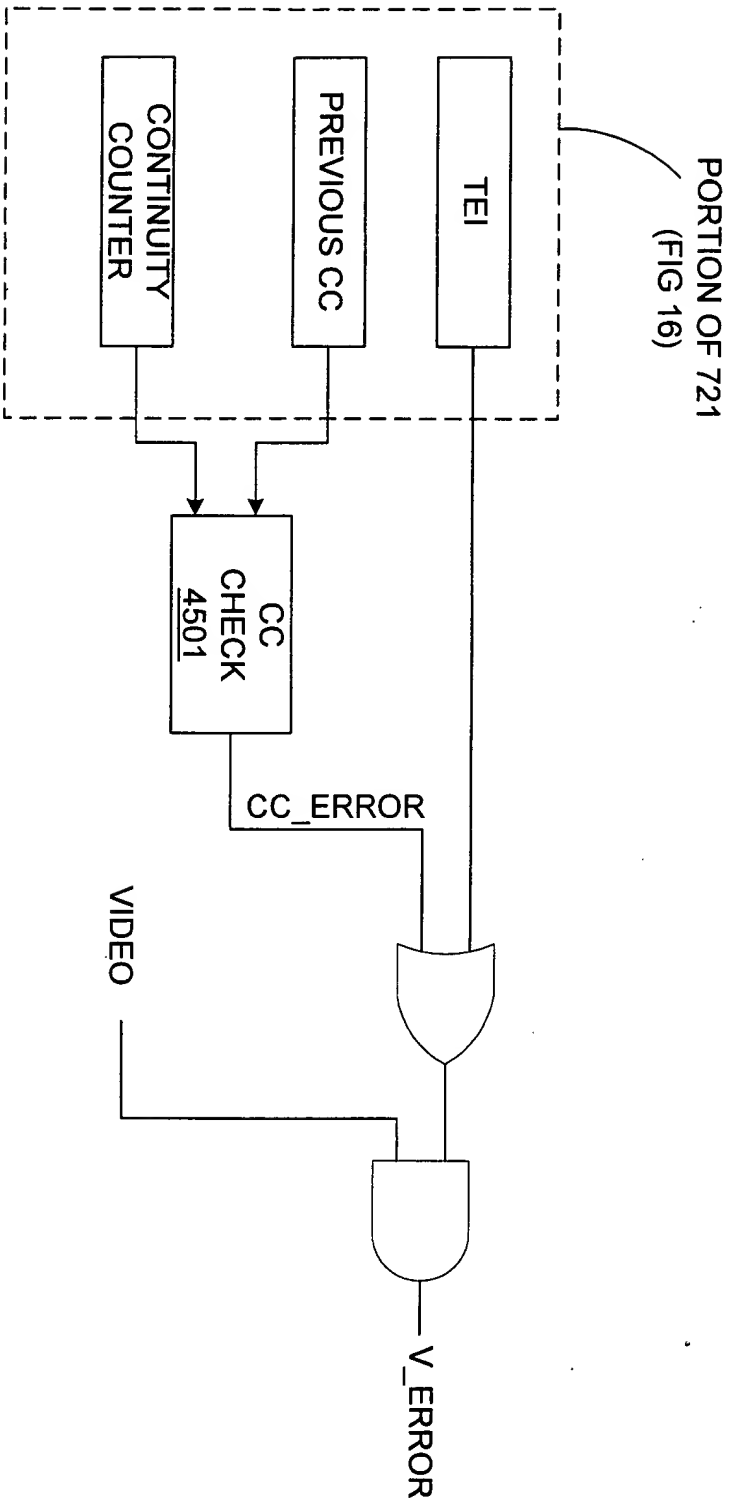 PORTION OF 721
(FIG 16)
TEI
PREVIOUS CC
CONTINUITY
COUNTER
CC
CHECK
4501
CC_ERROR
VIDEO
V_ERROR